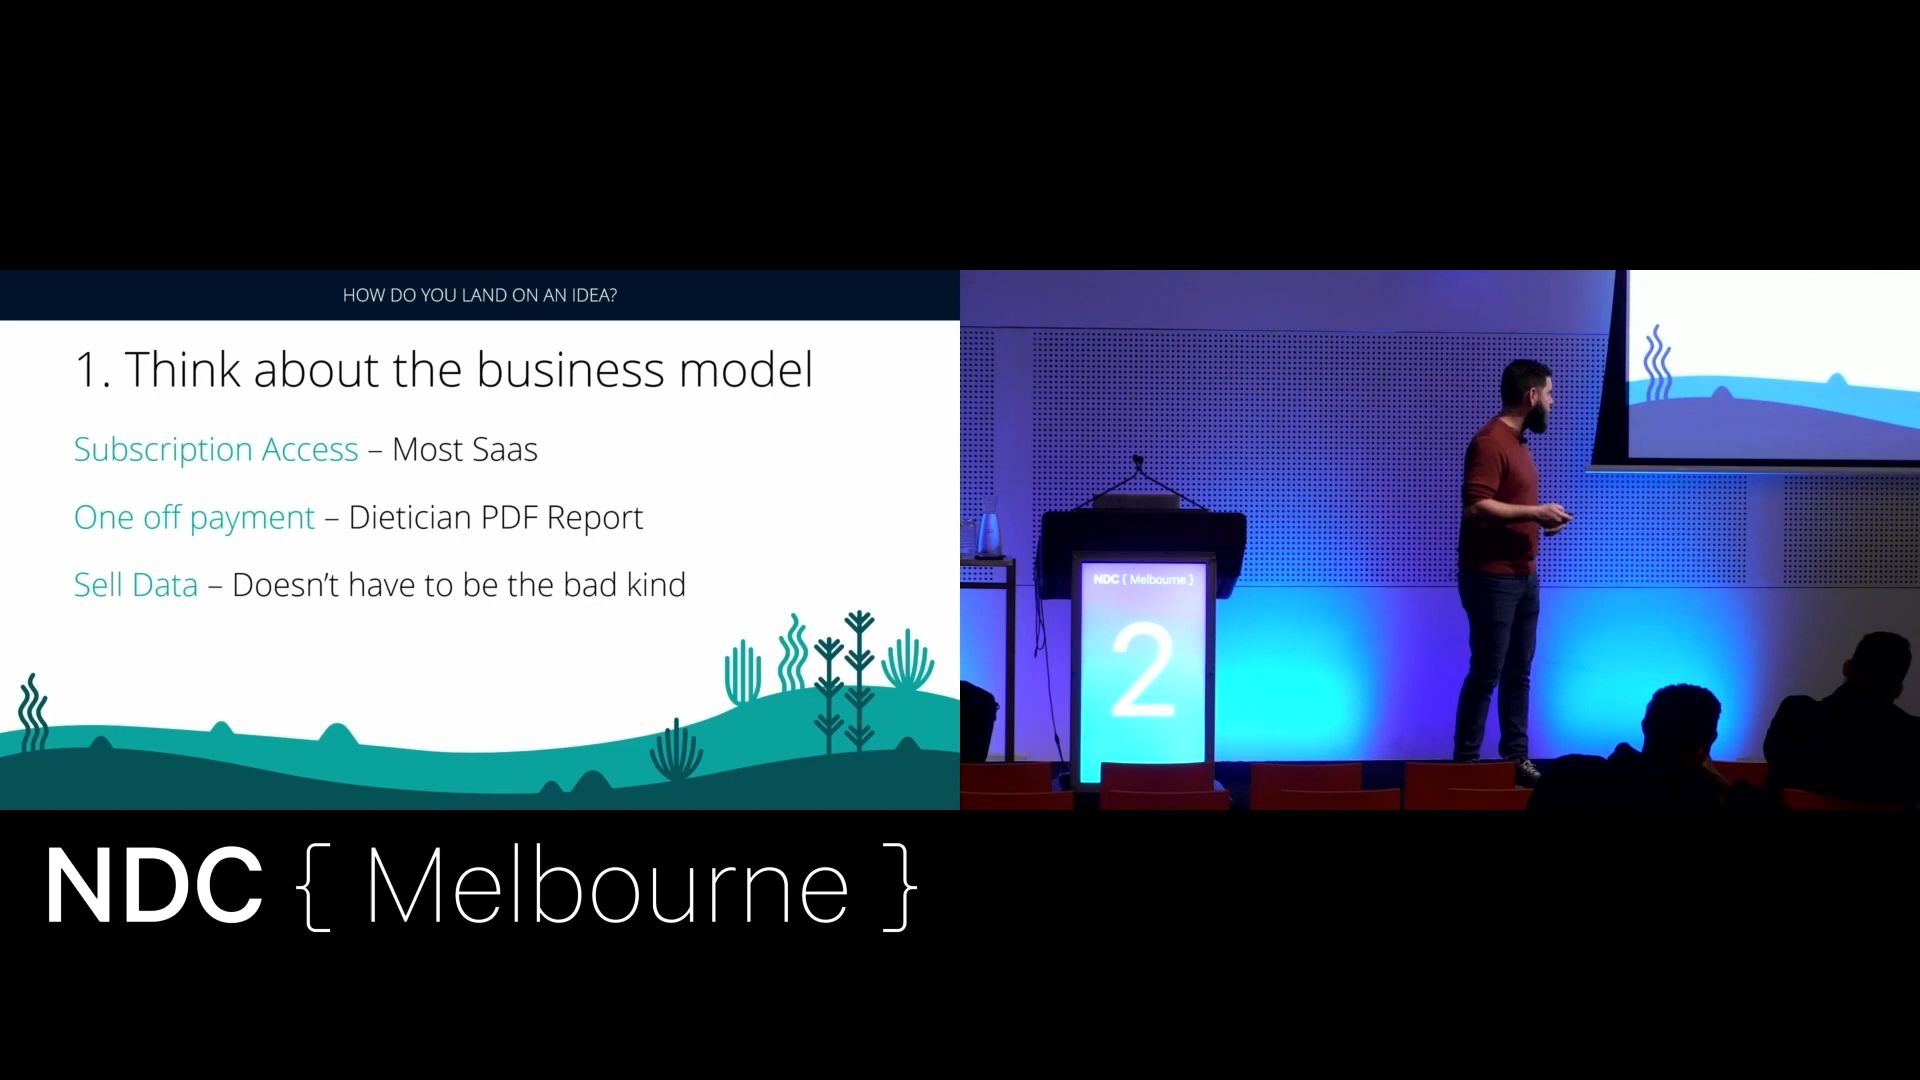 HOW DO YOU LAND ON AN IDEA?
1. Think about the business model
Subscription Access – Most Saas
One off payment – Dietician PDF Report
Sell Data – Doesn’t have to be the bad kind
NDC { Melbourne }
2
NDC { Melbourne }